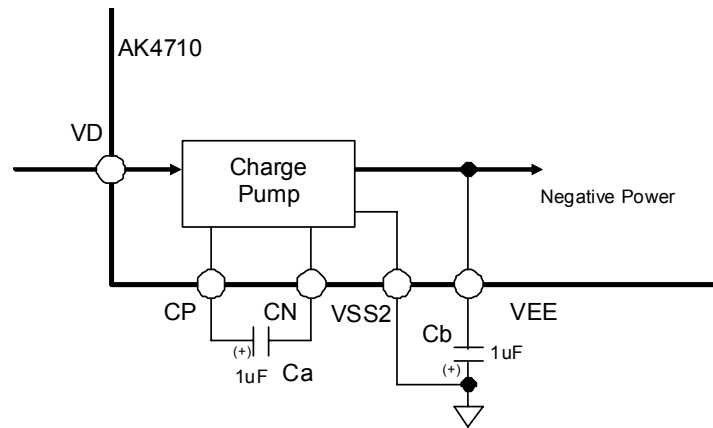 AK4710
VD
Charge
Pump
Negative Power
CP
CN
VSS2
VEE
Cb
1uF
(+)
(+)
1uF
Ca